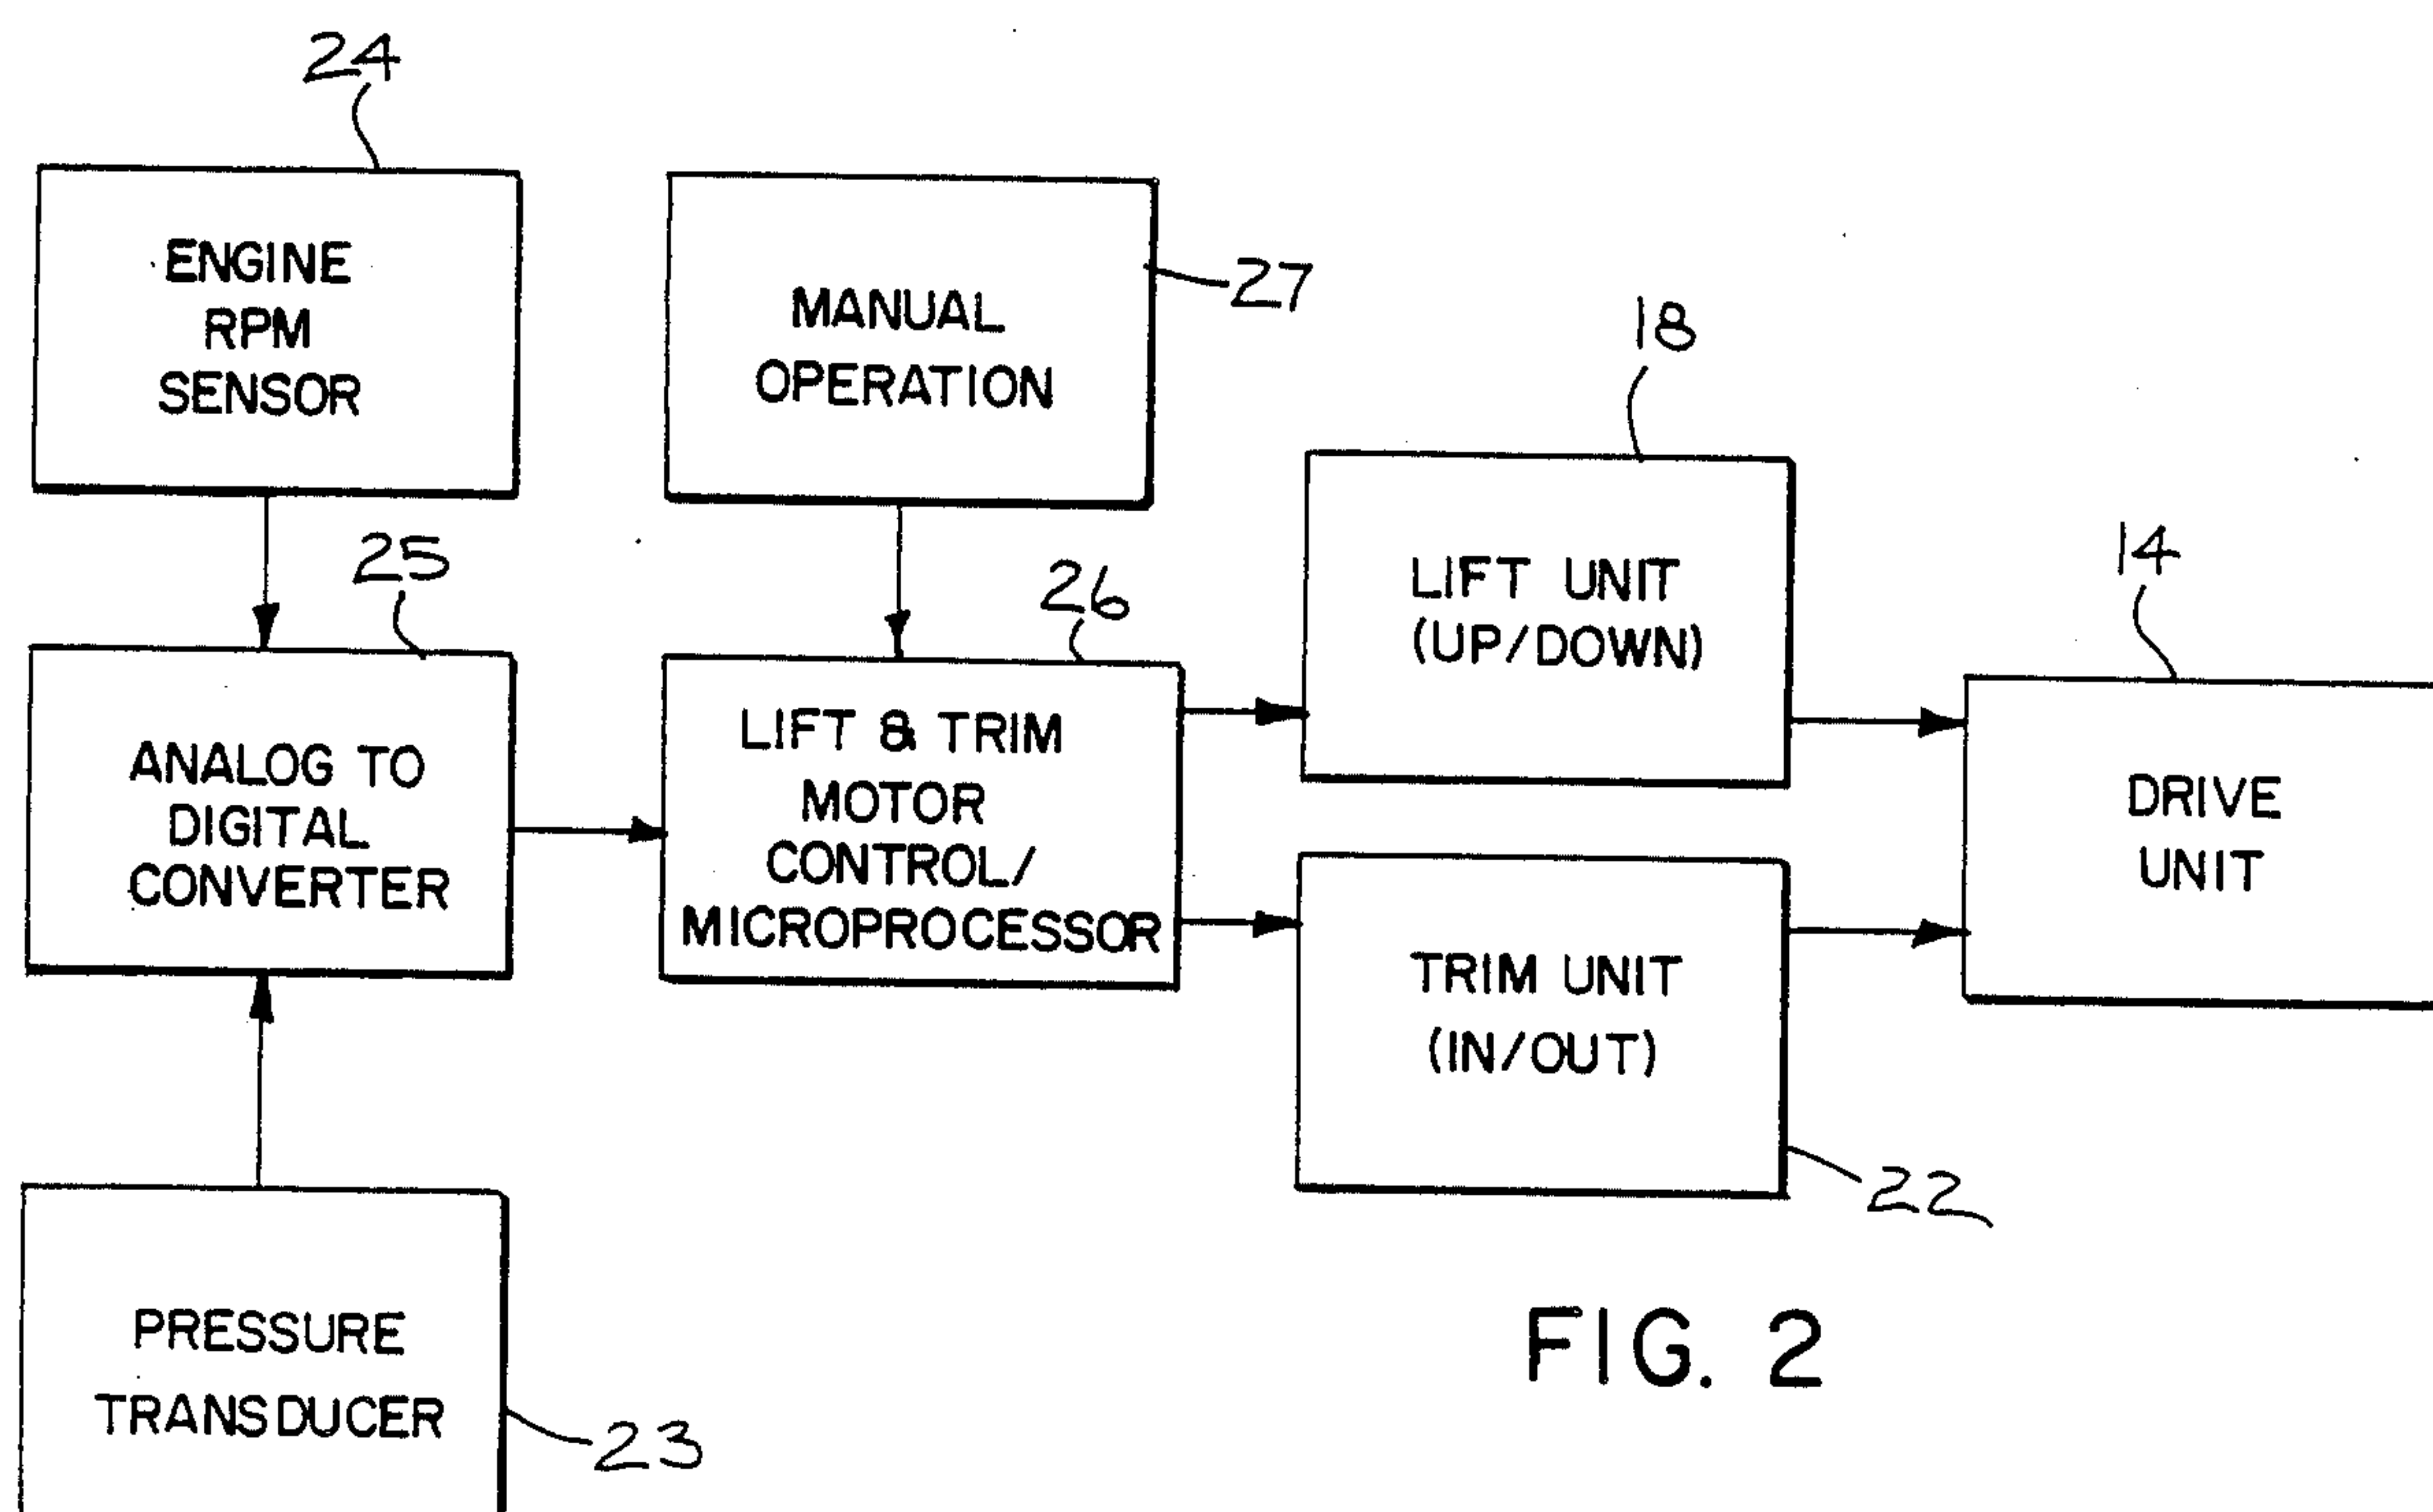 24
ENGINE
RPM
SENSOR
27
MANUAL
OPERATION
18
LIFT UNIT
(UP/DOWN)
14
DRIVE
UNIT
25
ANALOG TO
DIGITAL
CONVERTER
26
LIFT & TRIM
MOTOR
CONTROL/
MICROPROCESSOR
TRIM UNIT
(IN/OUT)
22
PRESSURE
TRANSDUCER
23
FIG. 2